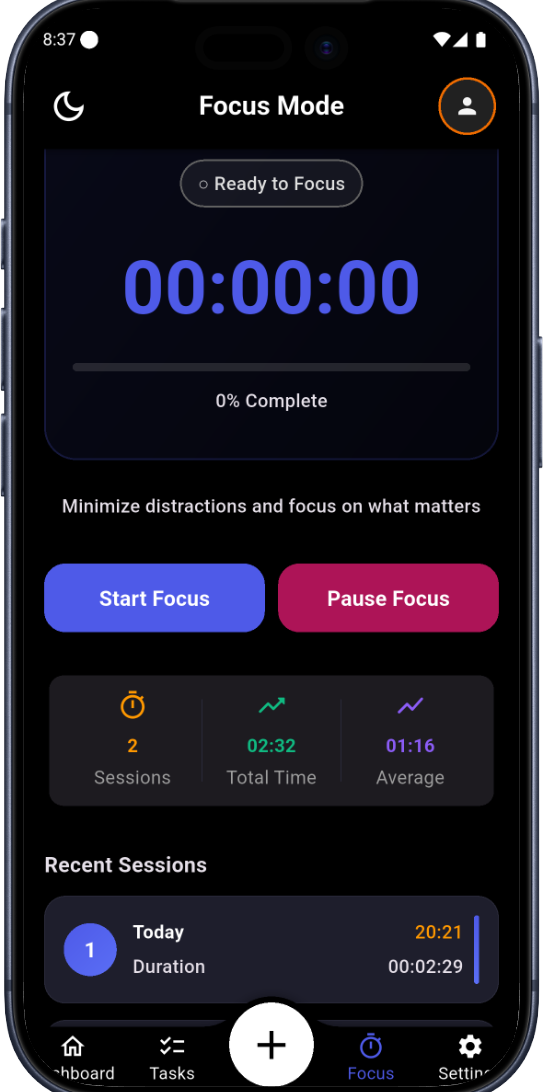 8:37
Focus Mode
Ready to Focus
00:00:00
0% Complete
Minimize distractions and focus on what matters
Start Focus
Pause Focus
2
02:32
01:16
Sessions
Total Time
Average
Recent Sessions
1
Today
20:21
Duration
00:02:29
hboard
Tasks
Focus
Setting